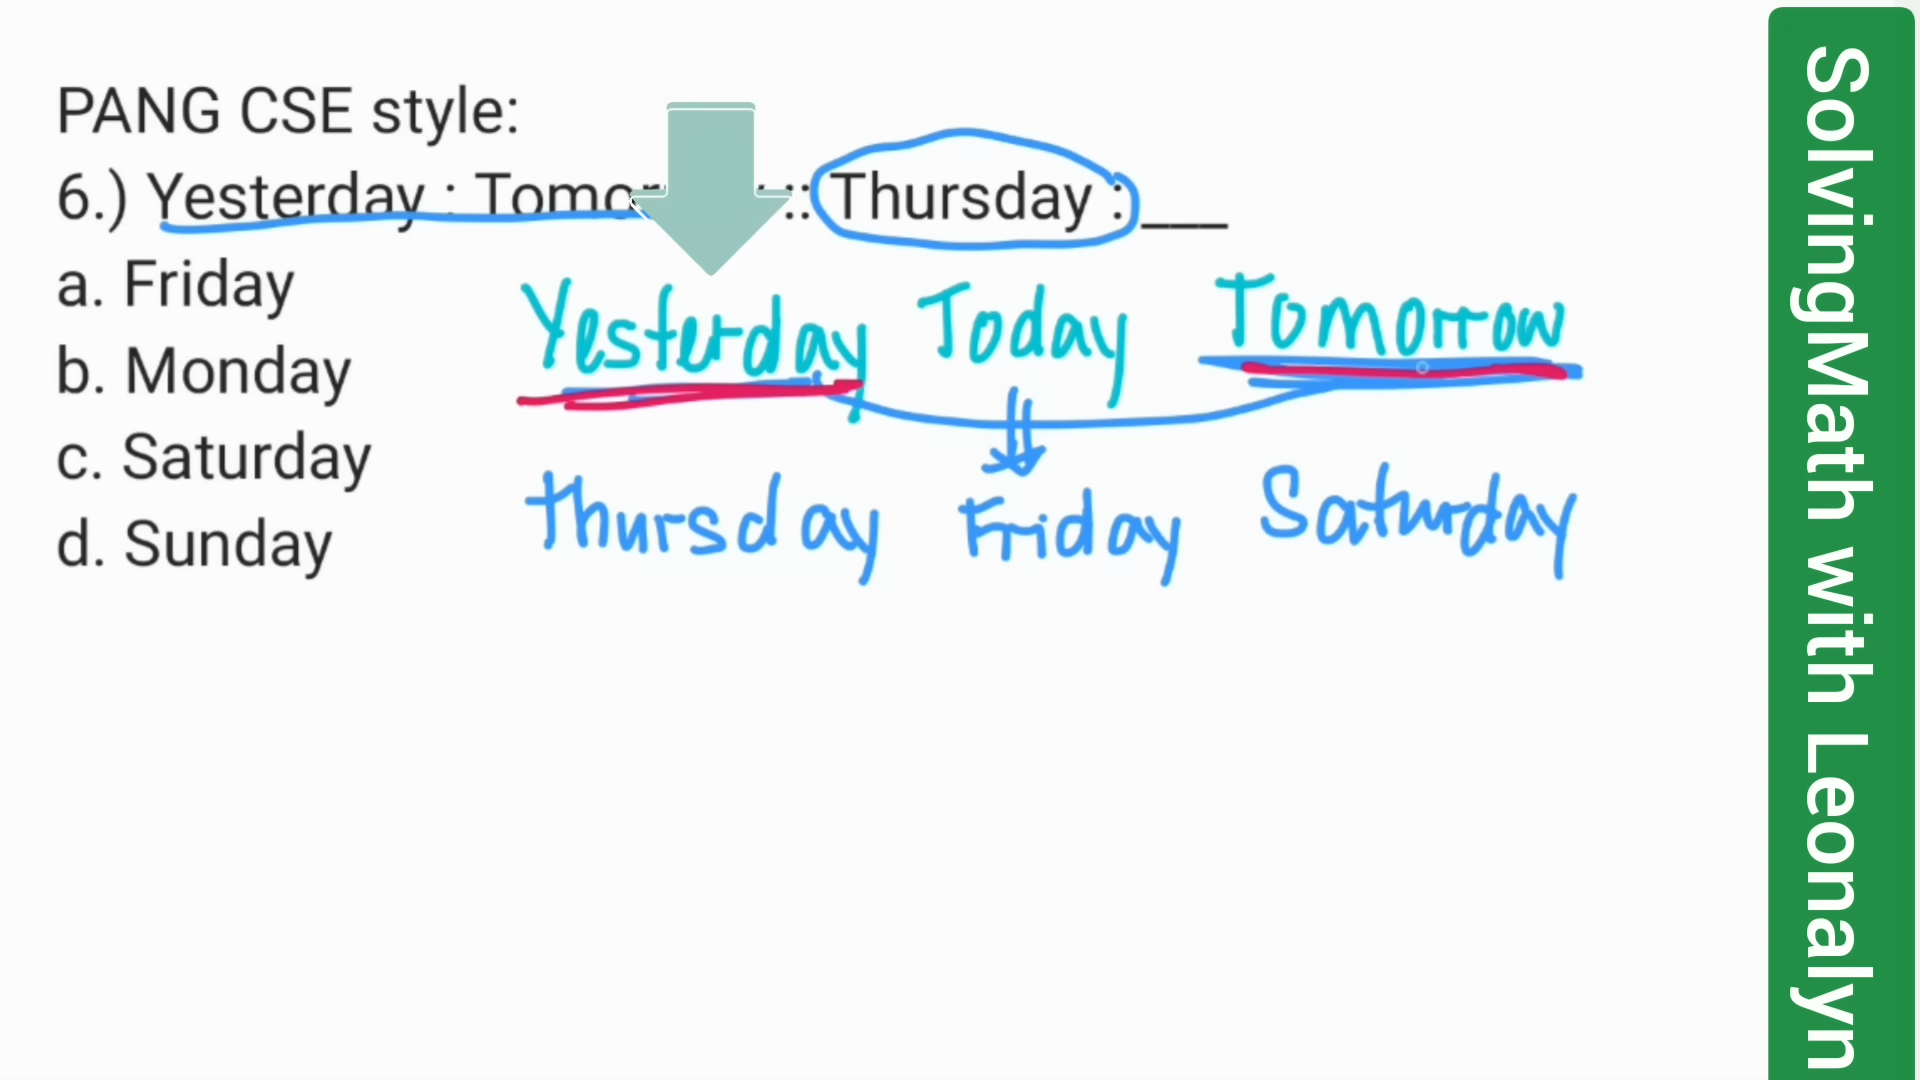 PANG CSE style:
6.) Yesterday : :: Thursday : ___
a. Friday
b. Monday
c. Saturday
d. Sunday
Yesterday Today Tomorrow
thursday Friday Saturday
SolvingMath with Leonalyn